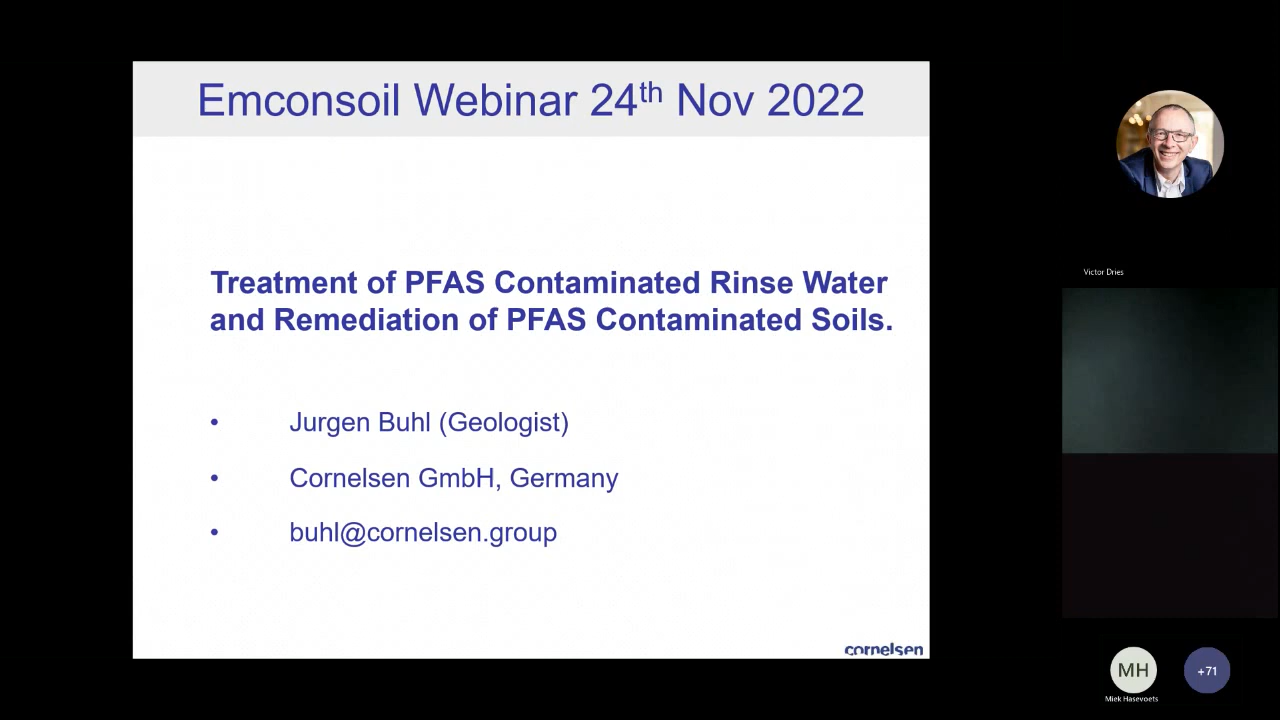 Emconsoil Webinar 24th Nov 2022
Treatment of PFAS Contaminated Rinse Water
and Remediation of PFAS Contaminated Soils.
• Jurgen Buhl (Geologist)
• Cornelsen GmbH, Germany
• buhl@cornelsen.group
cornelsen
Victor Dries
MH
+71
Miek Hasevoets